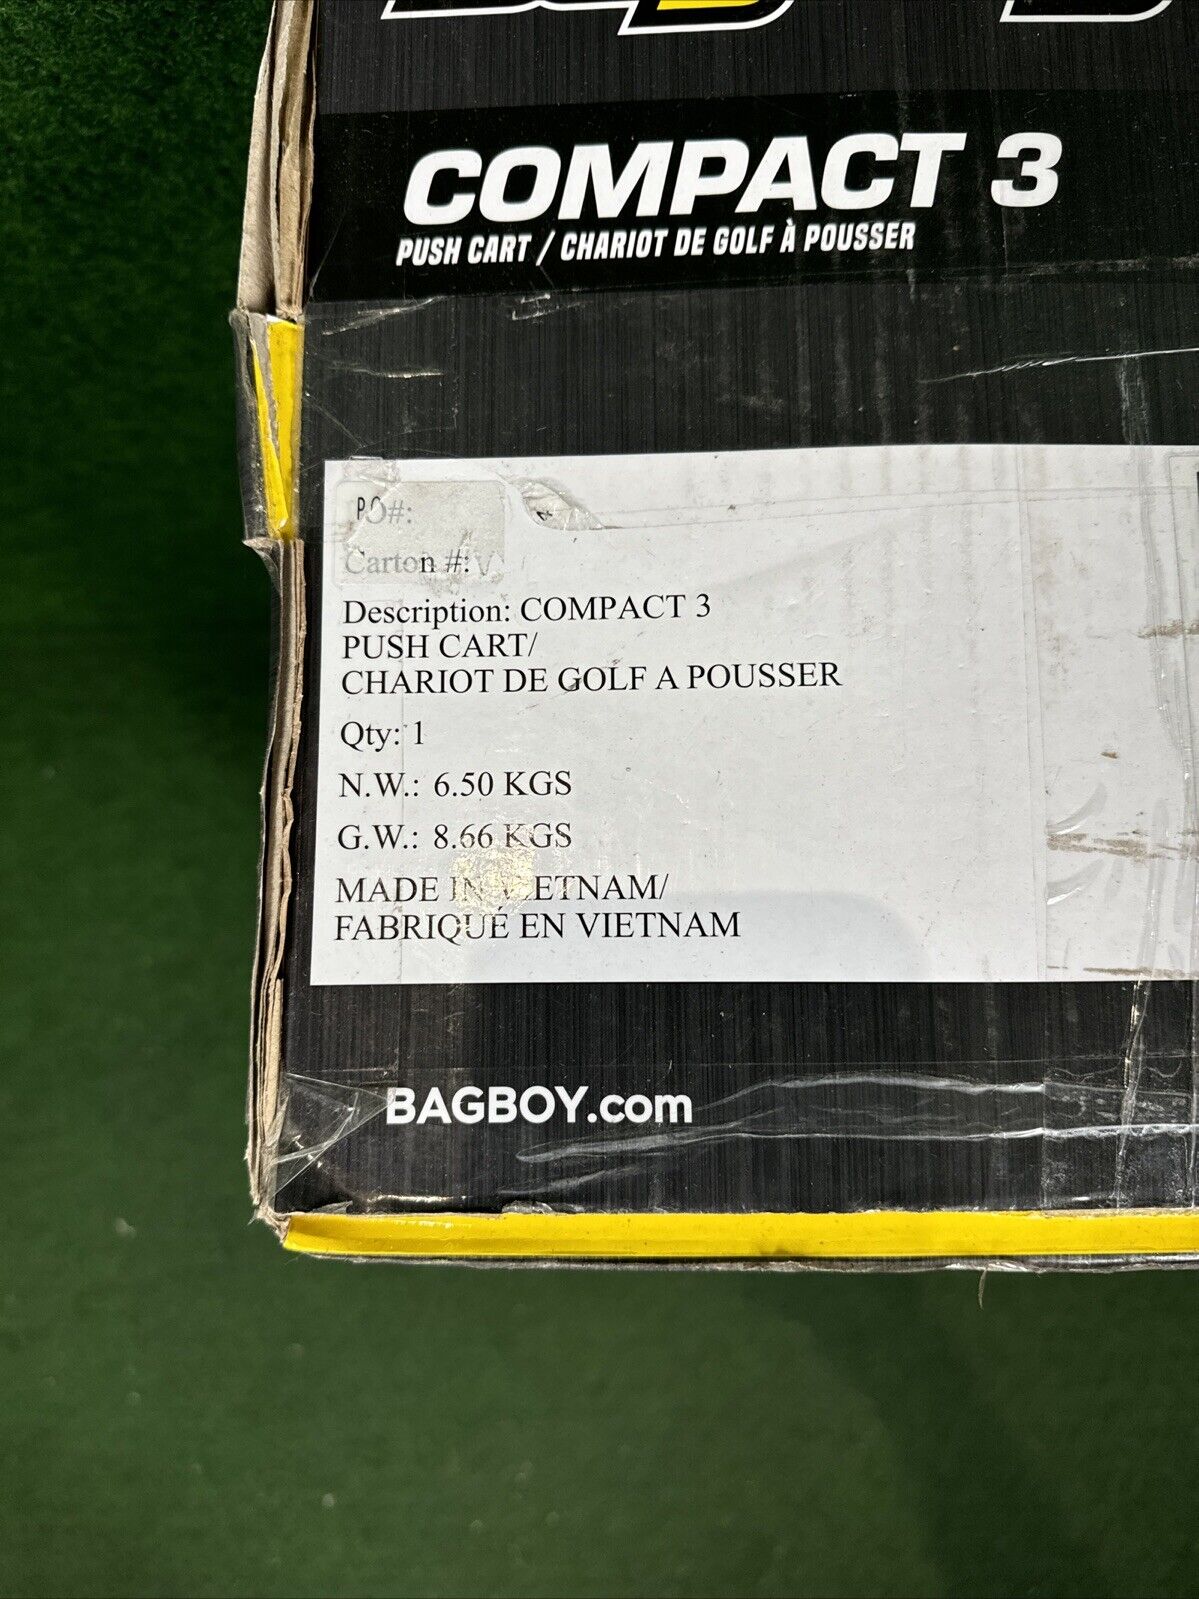 COMPACT 3
PUSH CART / CHARIOT DE GOLF À POUSSER
PO#:
Carton #:
Description: COMPACT 3
PUSH CART/
CHARIOT DE GOLF A POUSSER
Qty: 1
N.W.: 6.50 KGS
G.W.: 8.66 KGS
MADE IN VIETNAM/
FABRIQUÉ EN VIETNAM
BAGBOY.com